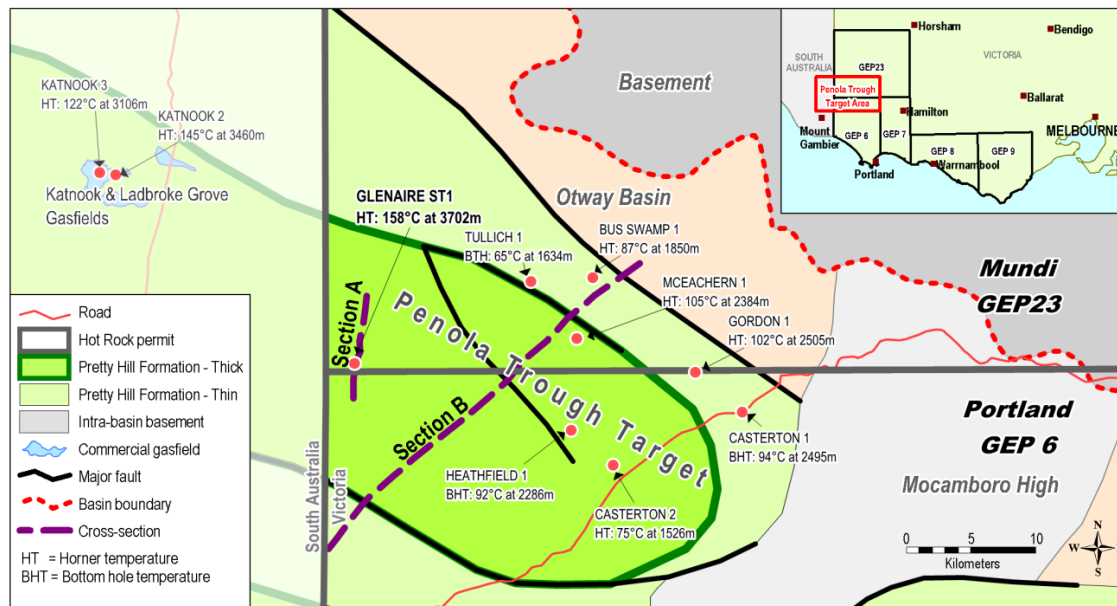 KATNOOK 3
HT: 122°C at 3106m
KATNOOK 2
HT: 145°C at 3460m
Katnook & Ladbroke Grove
Gasfields
GLENAIRE ST1
HT: 158°C at 3702m
TULLICH 1
BTH: 65°C at 1634m
BUS SWAMP 1
HT: 87°C at 1850m
MCEACHERN 1
HT: 105°C at 2384m
GORDON 1
HT: 102°C at 2505m
CASTERTON 1
BHT: 94°C at 2495m
HEATHFIELD 1
BHT: 92°C at 2286m
CASTERTON 2
HT: 75°C at 1526m
Basement
Otway Basin
Penola Trough Target
Section A
Section B
South Australia
Victoria
Mundi
GEP23
Portland
GEP 6
Mocamboro High
0 5 10
Kilometers
N
W E
S
Horsham
Bendigo
SOUTH
AUSTRALIA
VICTORIA
GEP23
Penola Trough
Target Area
Ballarat
Hamilton
Mount
Gambier
GEP 6
GEP 7
MELBOURNE
GEP 8
GEP 9
Warrnambool
Portland
Road
Hot Rock permit
Pretty Hill Formation - Thick
Pretty Hill Formation - Thin
Intra-basin basement
Commercial gasfield
Major fault
Basin boundary
Cross-section
HT = Horner temperature
BHT = Bottom hole temperature